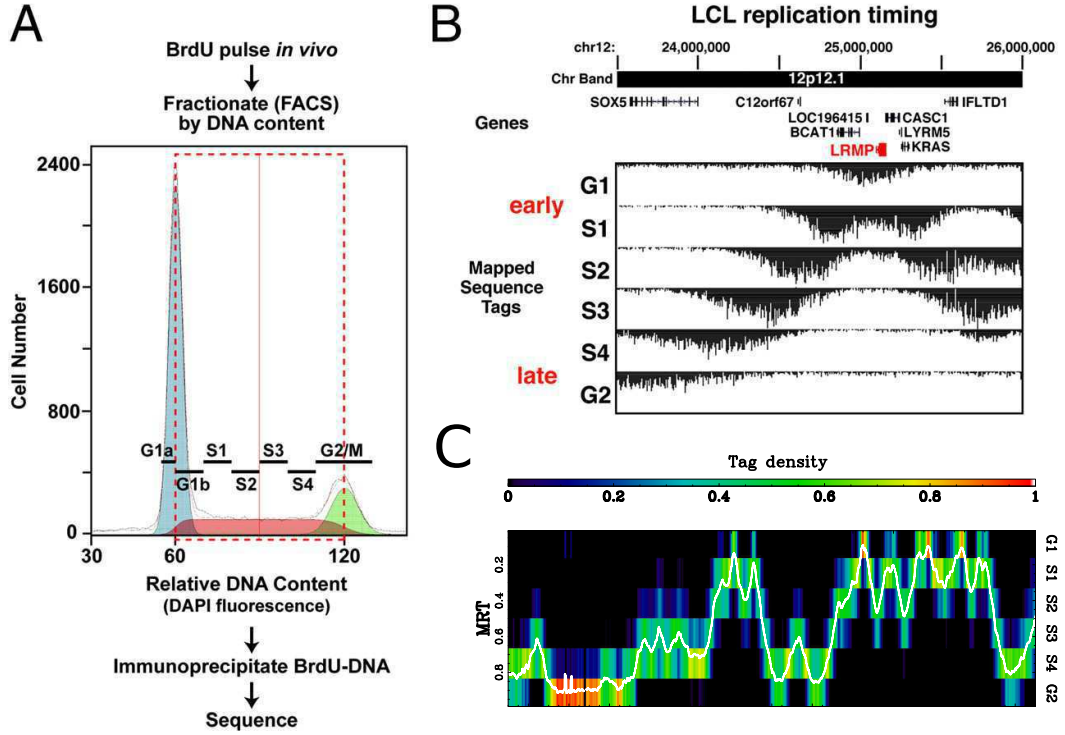 A
BrdU pulse in vivo
Fractionate (FACS)
by DNA content
2400
1600
800
0
Cell Number
G1a
S1
S3
G2/M
G1b
S2
S4
30
60
120
Relative DNA Content
(DAPI fluorescence)
Immunoprecipitate BrdU-DNA
Sequence
B
LCL replication timing
chr12:
24,000,000
25,000,000
26,000,000
Chr Band
12p12.1
Genes
SOX5
C12orf67
IFLTD1
LOC196415
CASC1
BCAT1
LYRM5
LRMP
KRAS
early
Mapped
Sequence
Tags
late
G1
S1
S2
S3
S4
G2
C
Tag density
0
0.2
0.4
0.6
0.8
1
MRT
0.2
0.4
0.6
0.8
G1
S1
S2
S3
S4
G2